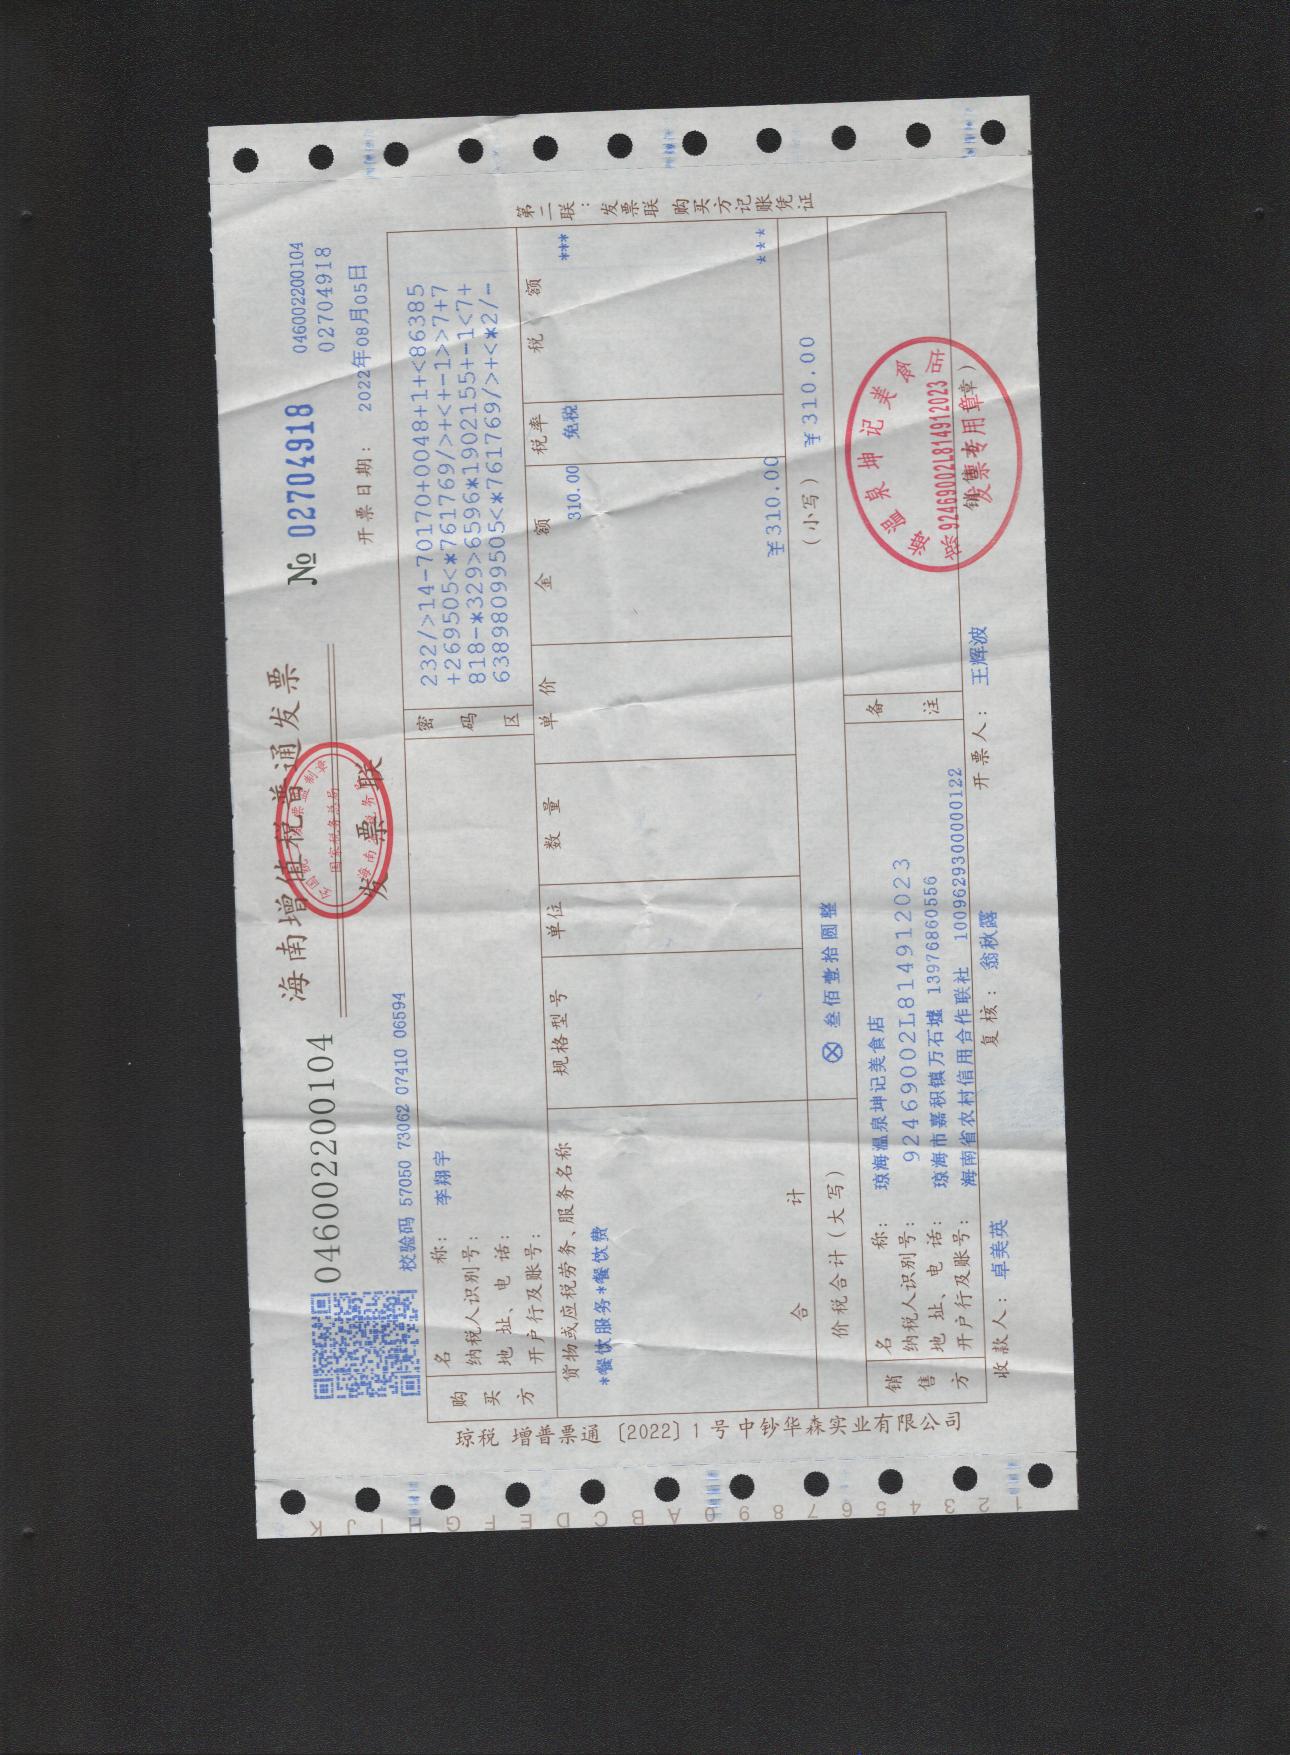 海南增值税普通发票
046002200104
№ 02704918
046002200104
02704918
全国统一发票监制章
国家税务总局
海南省税务局
发票联
开票日期: 2022年08月05日
校验码 57050 73062 07410 06594
购买方
名 称: 李翔宇
纳税人识别号:
地 址、电 话:
开户行及账号:
密码区
232/>14-70170+0048+1+<86385
+269505<*761769/>+<+-1>>7+7
818-*329>6596*1902155+-1<7+
63898099505<*761769/>+<*2/-
货物或应税劳务、服务名称 规格型号 单位 数 量 单 价 金 额 税率 税 额
*餐饮服务*餐饮费 310.00 免税 ***
合 计 ¥310.00 ***
价税合计(大写) ⊗ 叁佰壹拾圆整 (小写) ¥310.00
销售方
名 称: 琼海温泉坤记美食店
纳税人识别号: 92469002L814912023
地 址、电 话: 琼海市嘉积镇万石墟 13976860556
开户行及账号: 海南省农村信用合作联社 1009629300000122
备注
收款人: 卓美英 复核: 翁秋露 开票人: 王辉波 销售方:(章)
琼海温泉坤记美食店
92469002L814912023
发票专用章
第二联:发票联 购买方记账凭证
琼税 增普票通 [2022] 1号中钞华森实业有限公司
1 2 3 4 5 6 7 8 9 0 A B C D E F G H I J K